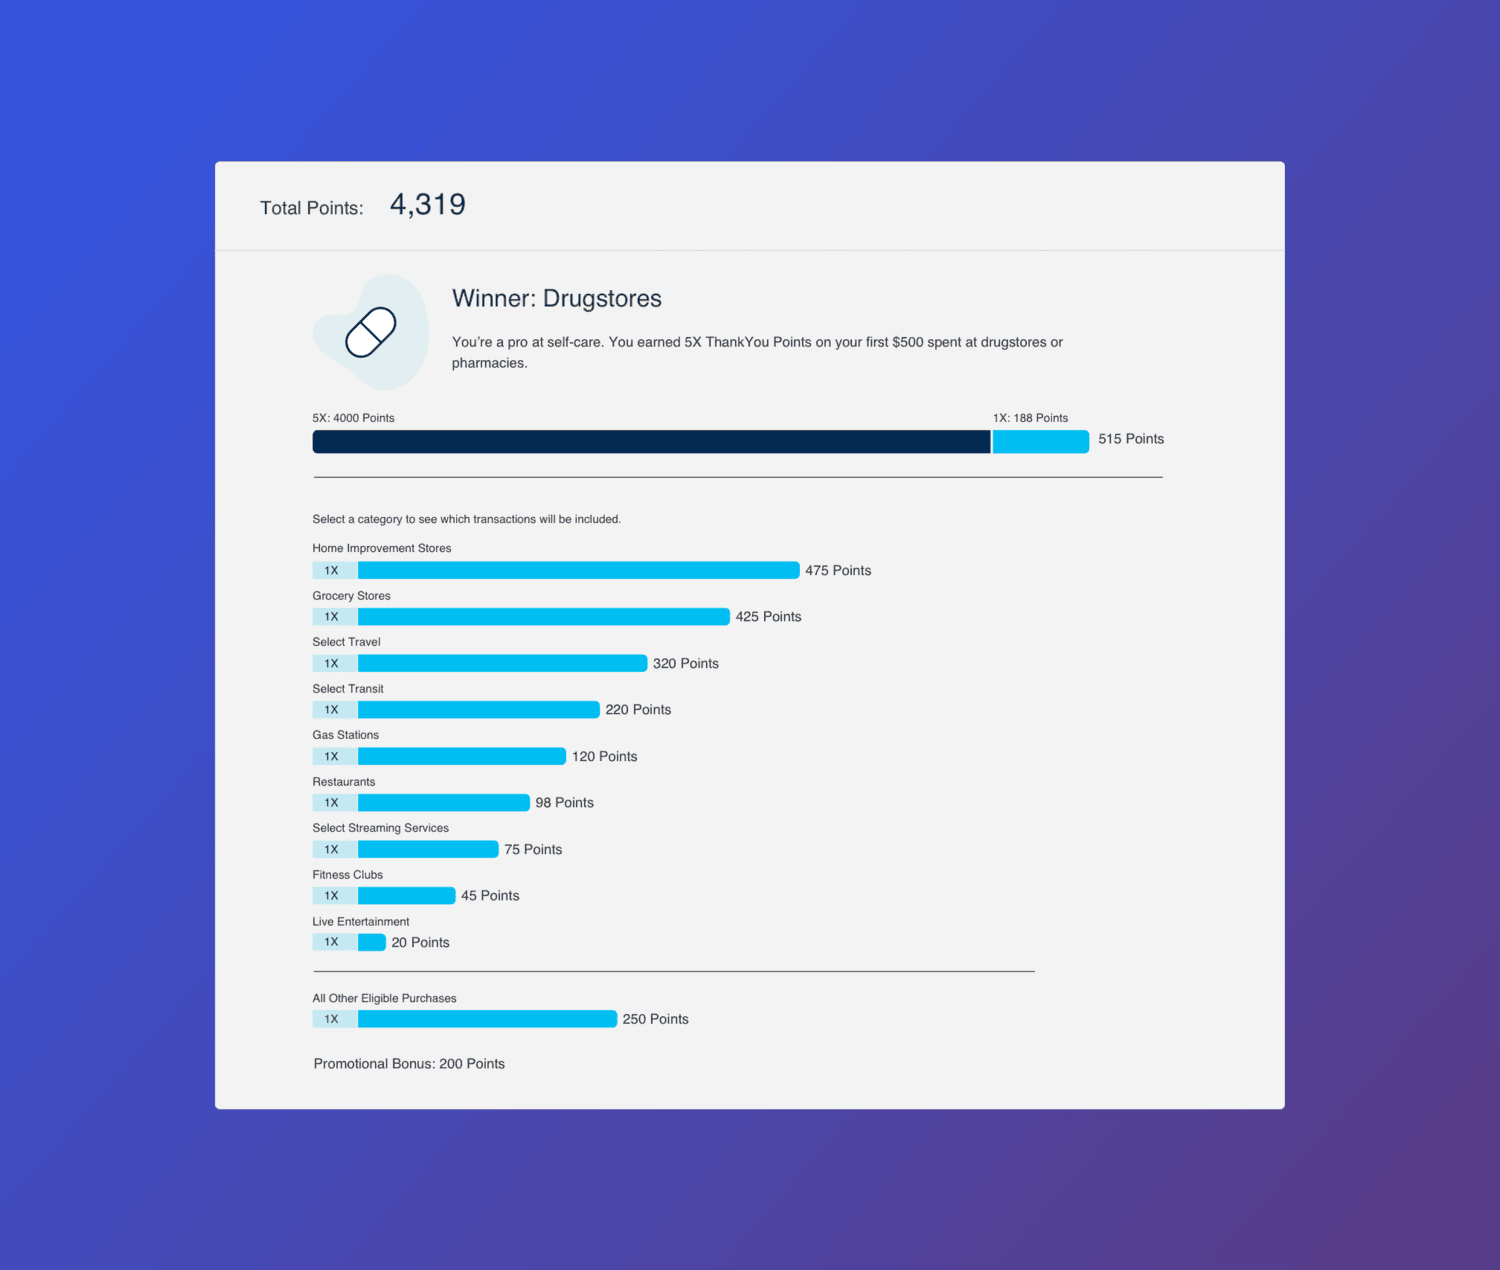 Total Points: 4,319
Winner: Drugstores
You're a pro at self-care. You earned 5X ThankYou Points on your first $500 spent at drugstores or
pharmacies.
5X: 4000 Points 1X: 188 Points
515 Points
Select a category to see which transactions will be included.
Home Improvement Stores
1X 475 Points
Grocery Stores
1X 425 Points
Select Travel
1X 320 Points
Select Transit
1X 220 Points
Gas Stations
1X 120 Points
Restaurants
1X 98 Points
Select Streaming Services
1X 75 Points
Fitness Clubs
1X 45 Points
Live Entertainment
1X 20 Points
All Other Eligible Purchases
1X 250 Points
Promotional Bonus: 200 Points